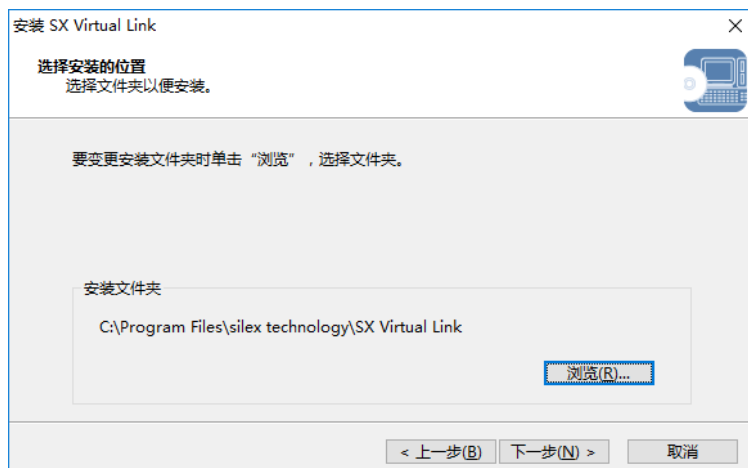 安装 SX Virtual Link
选择安装的位置
选择文件夹以便安装。
要变更安装文件夹时单击“浏览”，选择文件夹。
安装文件夹
C:\Program Files\silex technology\SX Virtual Link
浏览(R)...
< 上一步(B) 下一步(N) > 取消